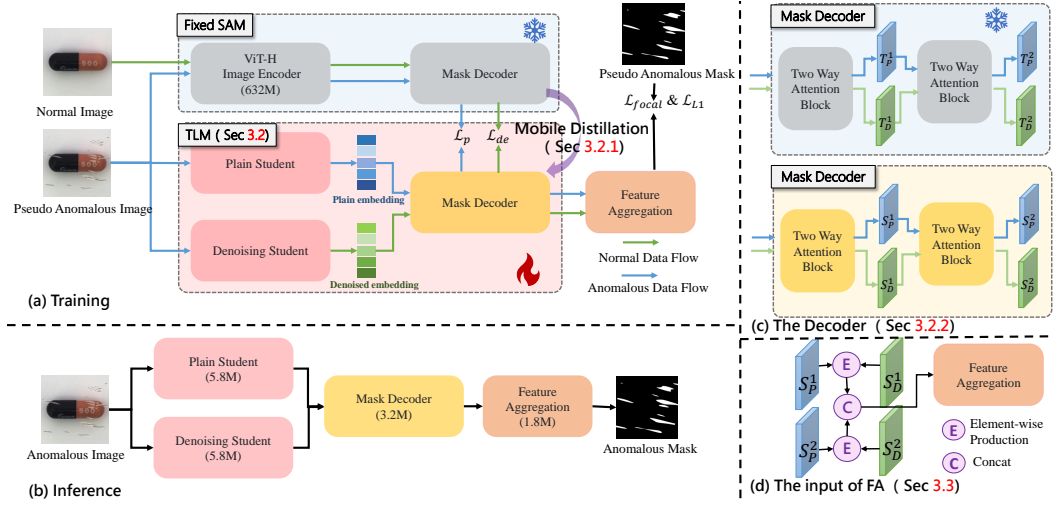 Fixed SAM
Normal Image
ViT-H
Image Encoder
(632M)
Mask Decoder
Pseudo Anomalous Mask
ℒ_focal & ℒ_L1
TLM ( Sec 3.2)
ℒ_p
ℒ_de
Mobile Distillation
( Sec 3.2.1)
Pseudo Anomalous Image
Plain Student
Plain embedding
Mask Decoder
Feature
Aggregation
Denoising Student
Denoised embedding
Normal Data Flow
Anomalous Data Flow
(a) Training
Anomalous Image
Plain Student
(5.8M)
Denoising Student
(5.8M)
Mask Decoder
(3.2M)
Feature
Aggregation
(1.8M)
Anomalous Mask
(b) Inference
Mask Decoder
Two Way
Attention
Block
T_P^1
T_D^1
Two Way
Attention
Block
T_P^2
T_D^2
Mask Decoder
Two Way
Attention
Block
S_P^1
S_D^1
Two Way
Attention
Block
S_P^2
S_D^2
(c) The Decoder ( Sec 3.2.2)
S_P^1
E
S_D^1
C
S_P^2
E
S_D^2
Feature
Aggregation
E
Element-wise
Production
C
Concat
(d) The input of FA ( Sec 3.3)